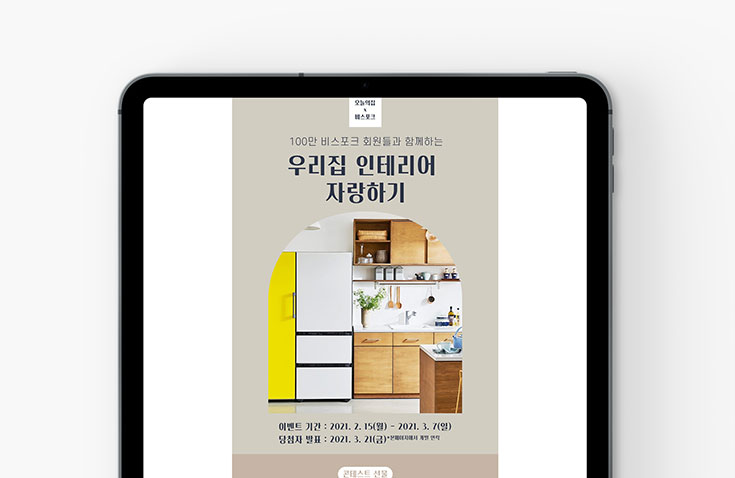 오늘의집
x
비스포크
100만 비스포크 회원들과 함께하는
우리집 인테리어
자랑하기
이벤트 기간 : 2021. 2. 15(월) - 2021. 3. 7(일)
당첨자 발표 : 2021. 3. 21(금)*본페이지에서 개별 연락
콘테스트 선물